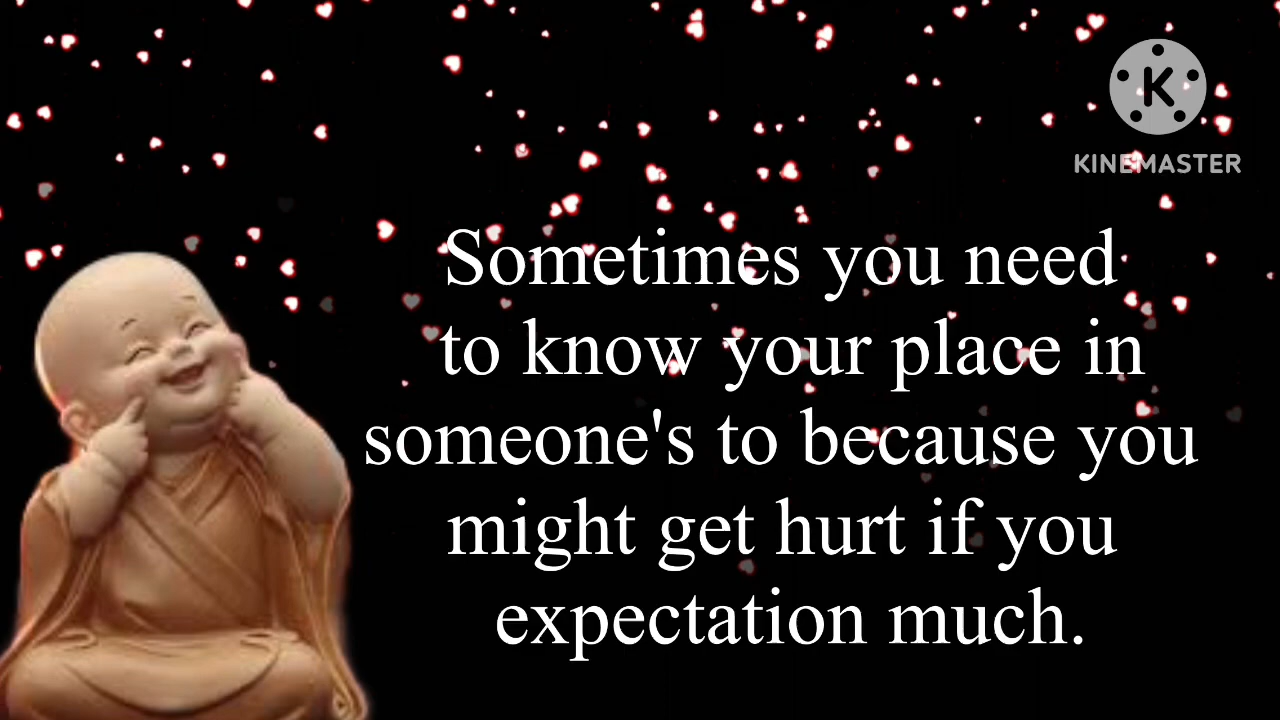 K
KINEMASTER
Sometimes you need
to know your place in
someone's to because you
might get hurt if you
expectation much.